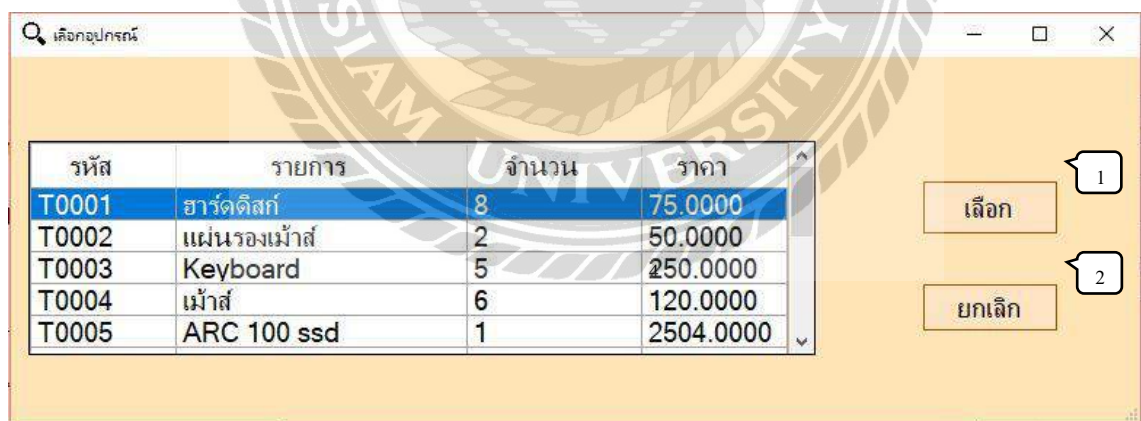 เลือกอุปกรณ์
SIAM UNIVERSITY
รหัส รายการ จำนวน ราคา
T0001 ฮาร์ดดิสก์ 8 75.0000
T0002 แผ่นรองเม้าส์ 2 50.0000
T0003 Keyboard 5 250.0000
T0004 เม้าส์ 6 120.0000
T0005 ARC 100 ssd 1 2504.0000
1
เลือก
2
ยกเลิก